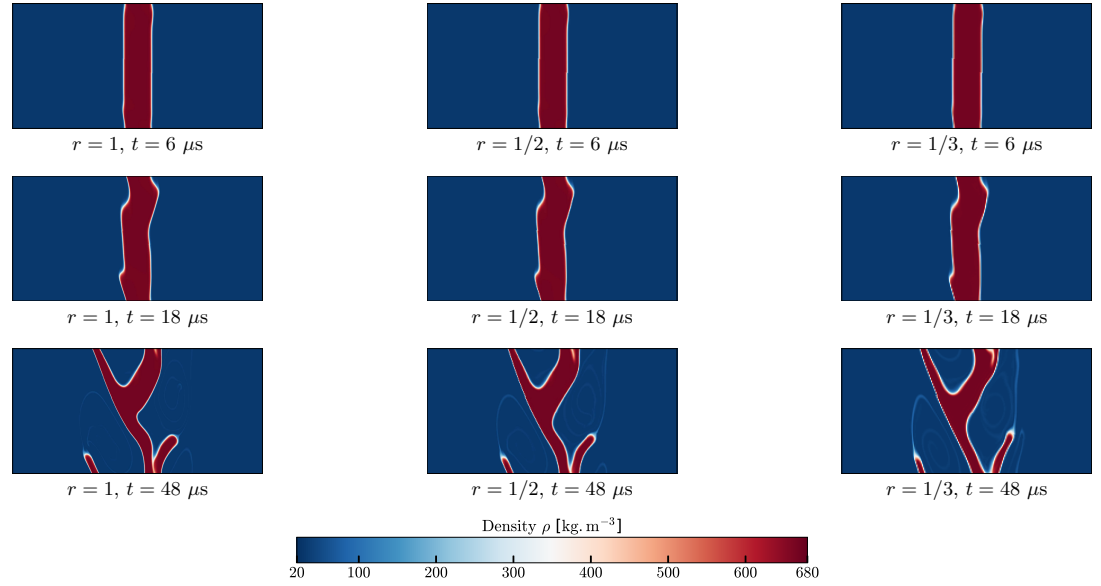 r = 1, t = 6 μs
r = 1/2, t = 6 μs
r = 1/3, t = 6 μs
r = 1, t = 18 μs
r = 1/2, t = 18 μs
r = 1/3, t = 18 μs
r = 1, t = 48 μs
r = 1/2, t = 48 μs
r = 1/3, t = 48 μs
Density ρ [kg.m⁻³]
20 100 200 300 400 500 600 680